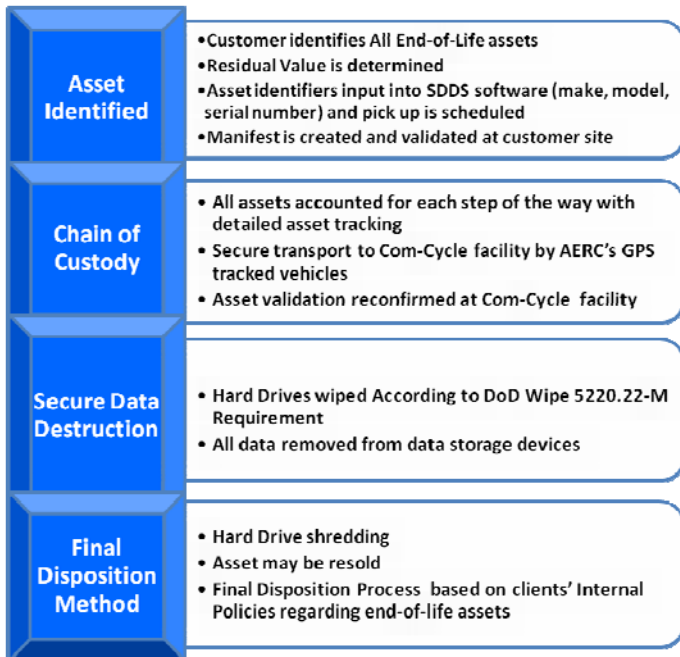 Asset
Identified
•Customer identifies All End-of-Life assets
•Residual Value is determined
•Asset identifiers input into SDDS software (make, model,
serial number) and pick up is scheduled
•Manifest is created and validated at customer site
Chain of
Custody
• All assets accounted for each step of the way with
detailed asset tracking
• Secure transport to Com-Cycle facility by AERC's GPS
tracked vehicles
• Asset validation reconfirmed at Com-Cycle facility
Secure Data
Destruction
• Hard Drives wiped According to DoD Wipe 5220.22-M
Requirement
• All data removed from data storage devices
Final
Disposition
Method
• Hard Drive shredding
• Asset may be resold
• Final Disposition Process based on clients' Internal
Policies regarding end-of-life assets